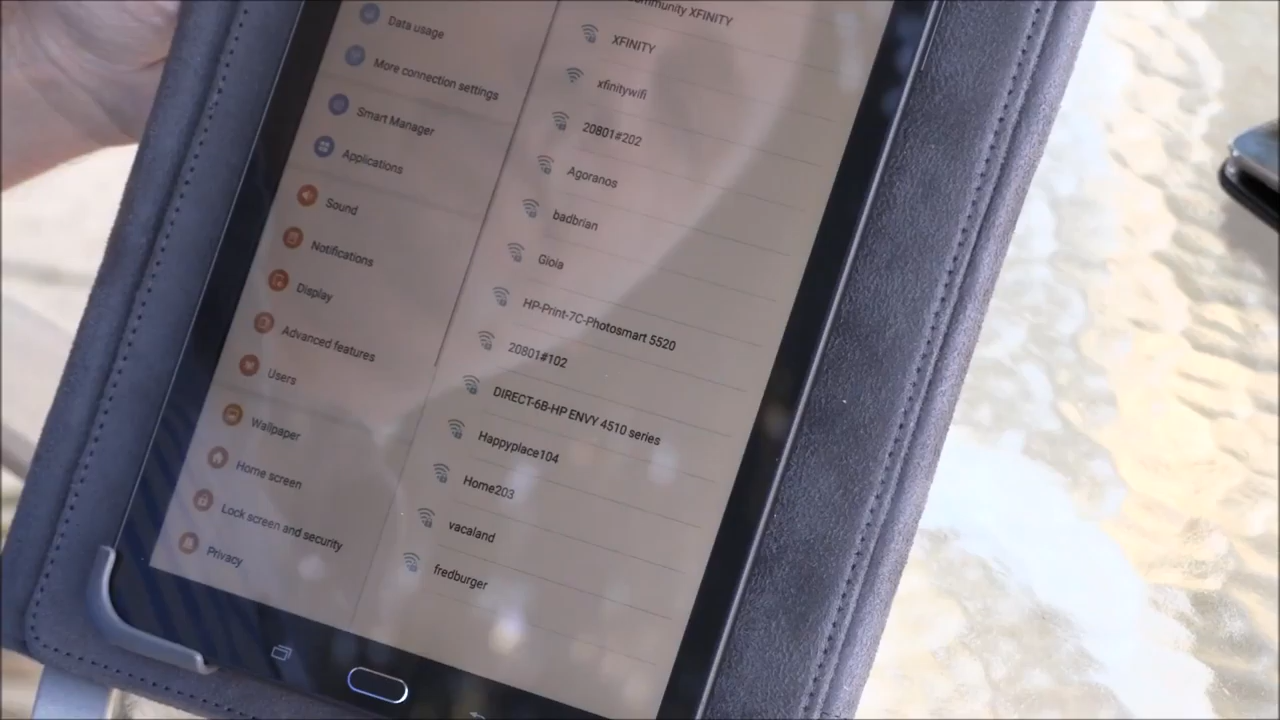 Data usage
More connection settings
Smart Manager
Applications
Sound
Notifications
Display
Advanced features
Users
Wallpaper
Home screen
Lock screen and security
Privacy
XFINITY
XFINITY
xfinitywifi
20801#202
Agoranos
badbrian
Gioia
HP-Print-7C-Photosmart 5520
20801#102
DIRECT-6B-HP ENVY 4510 series
Happyplace104
Home203
vacaland
fredburger